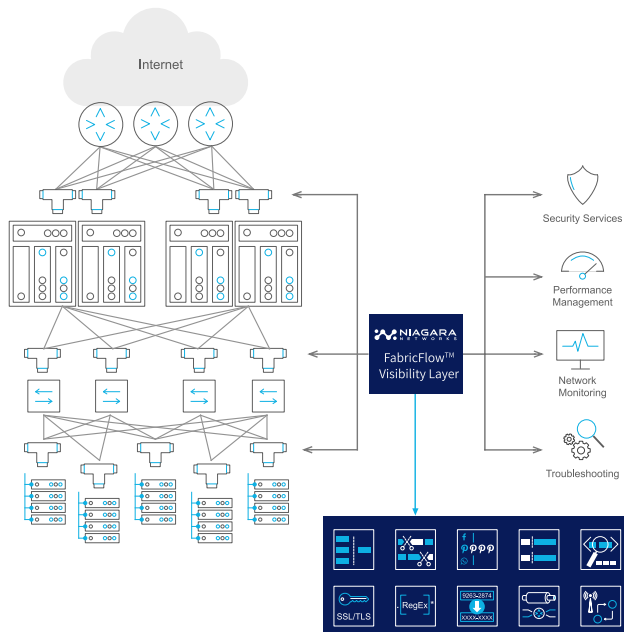 Internet
Security Services
Performance
Management
NIAGARA
NETWORKS
FabricFlow™
Visibility Layer
Network
Monitoring
Troubleshooting
SSL/TLS
.RegEx*
9263-2874
XXXX-XXXX